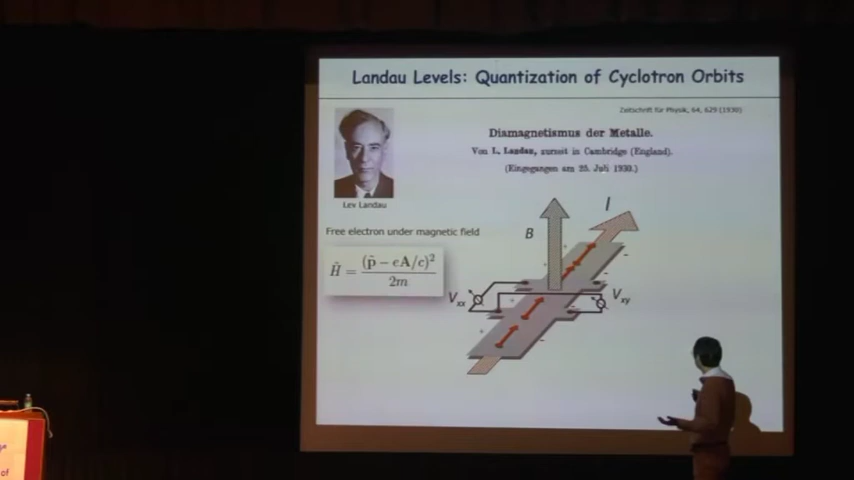 Landau Levels: Quantization of Cyclotron Orbits
Zeitschrift für Physik, 64, 629 (1930)
Diamagnetismus der Metalle.
Von L. Landau, zurzeit in Cambridge (England).
(Eingegangen am 25. Juli 1930.)
Lev Landau
Free electron under magnetic field
Ĥ = (p̂ − eA/c)² / 2m
B
I
Vxx
Vxy
of